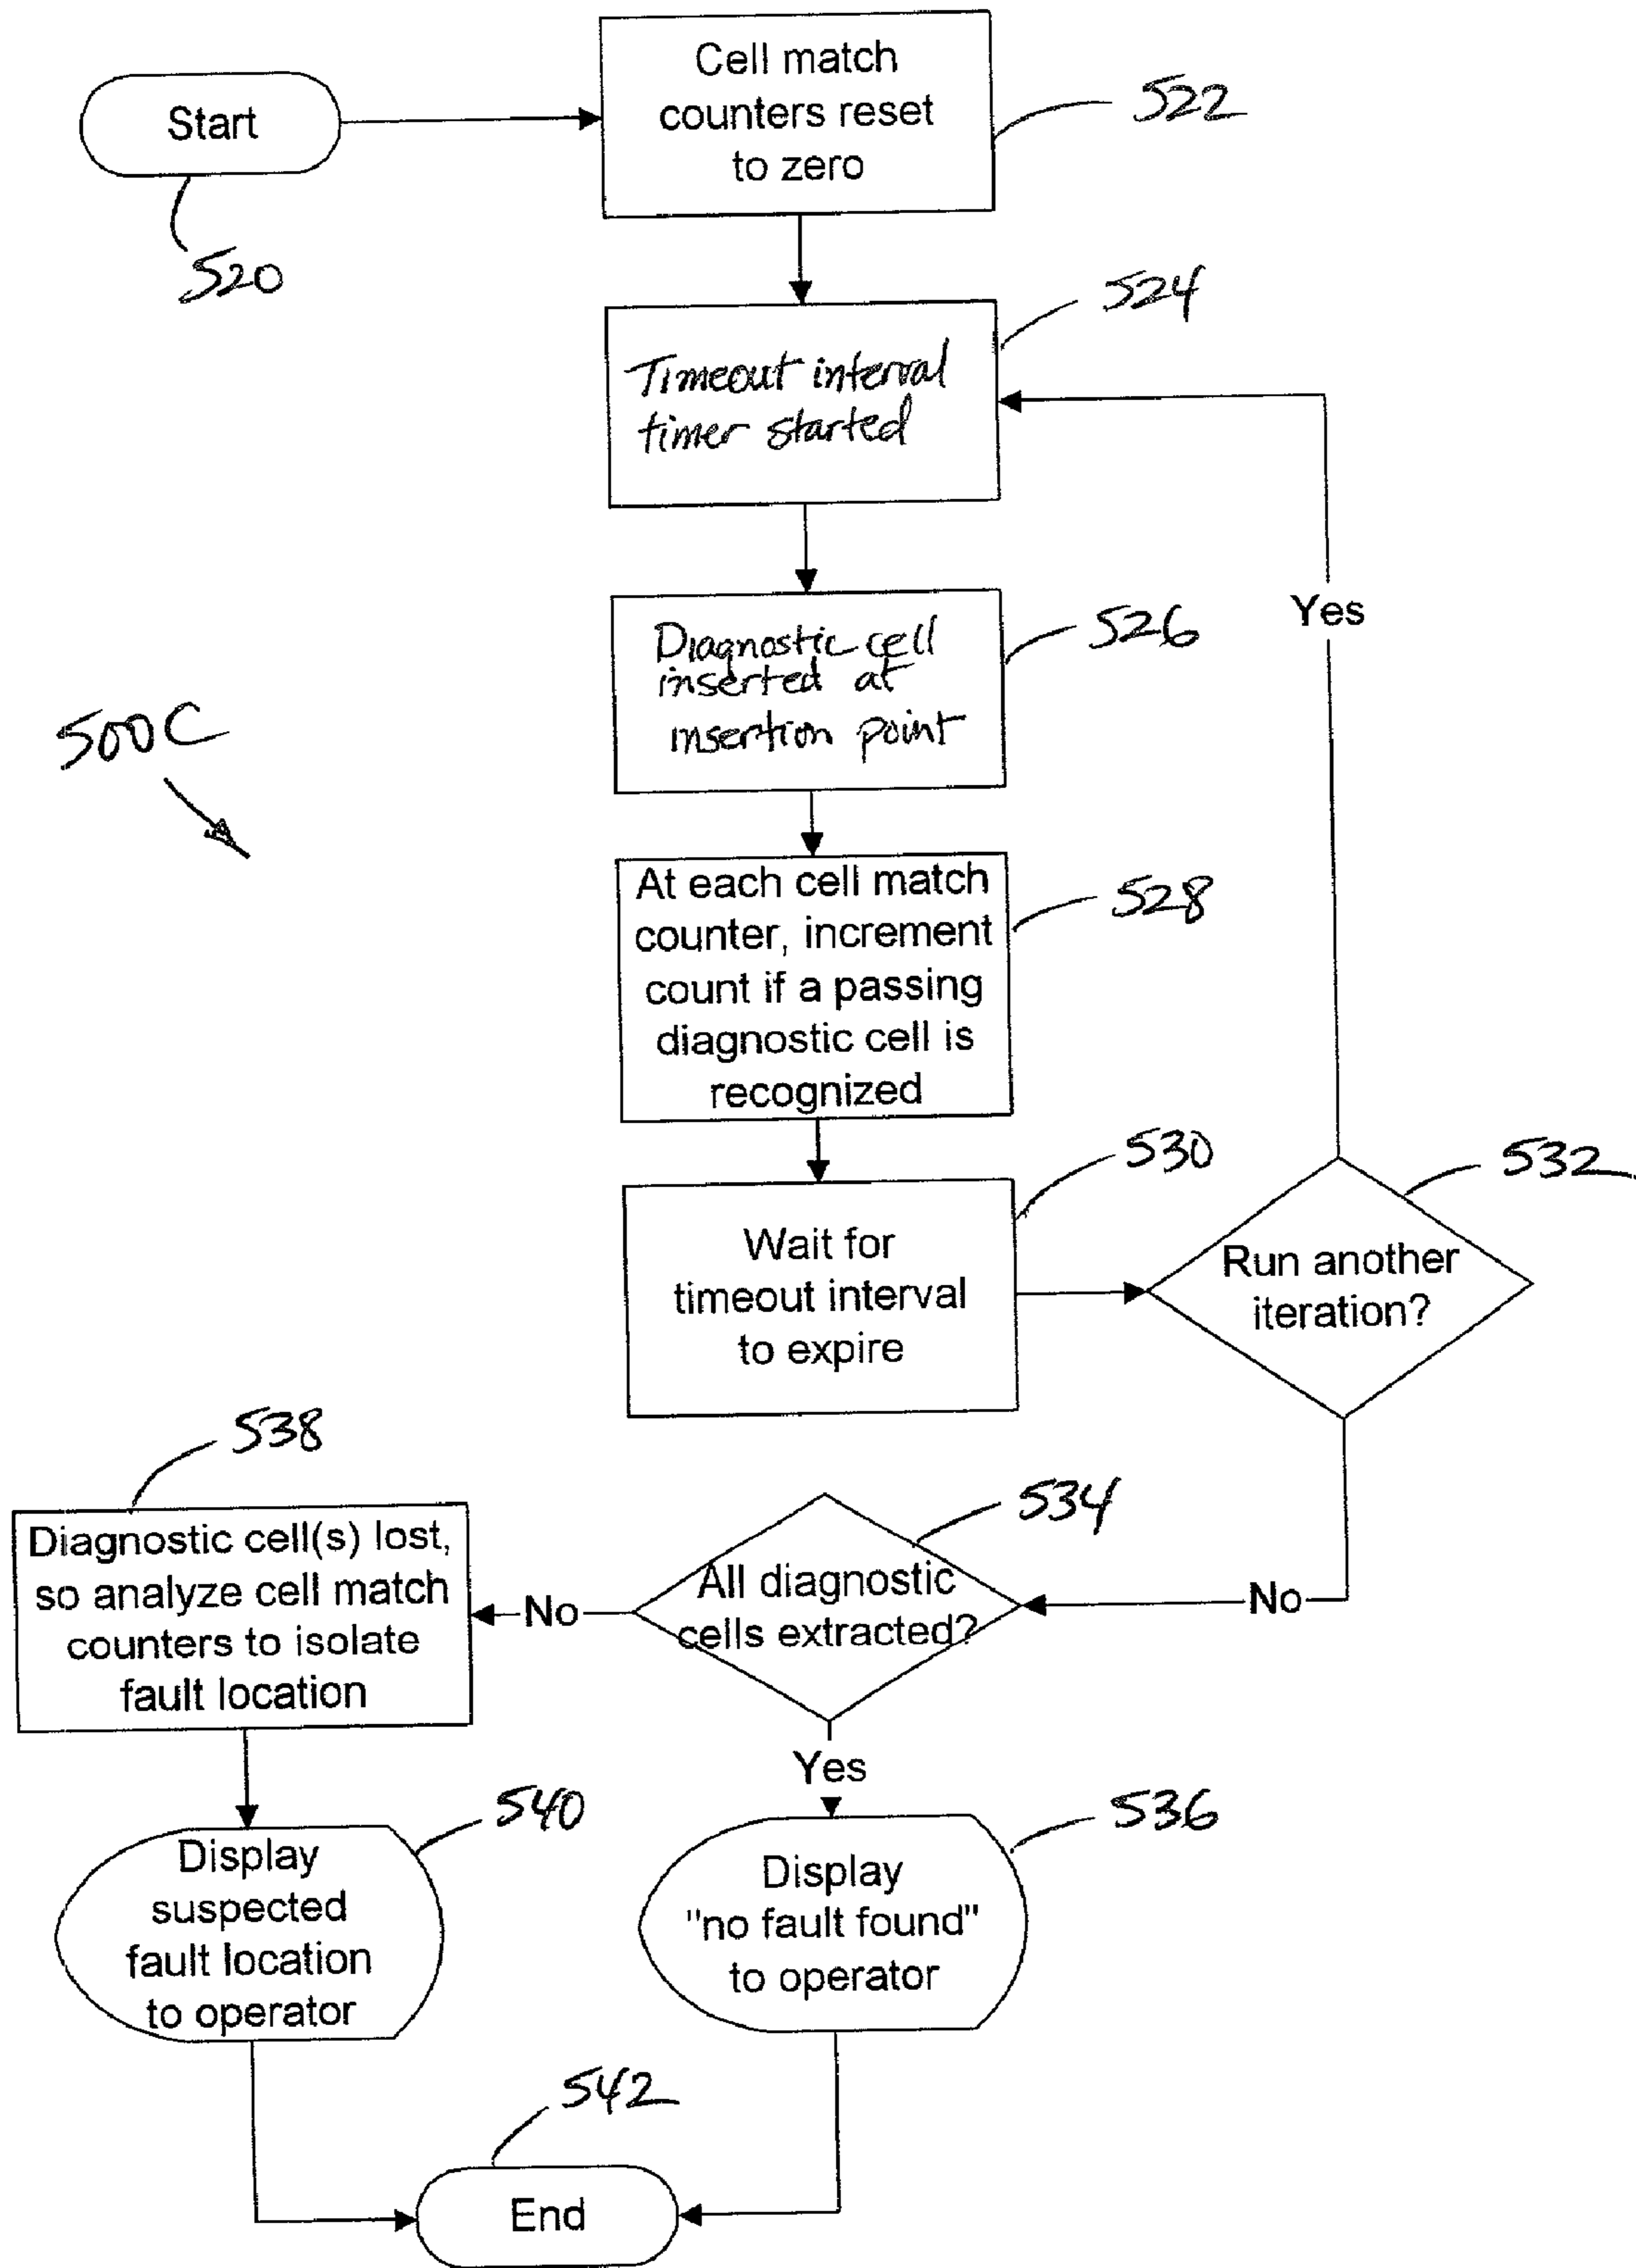 Start
520
Cell match
counters reset
to zero
522
Timeout interval
timer started
524
Yes
Diagnostic cell
inserted at
insertion point
526
500C
At each cell match
counter, increment
count if a passing
diagnostic cell is
recognized
528
Wait for
timeout interval
to expire
530
Run another
iteration?
532
No
All diagnostic
cells extracted?
534
No
Diagnostic cell(s) lost,
so analyze cell match
counters to isolate
fault location
538
Yes
Display
suspected
fault location
to operator
540
Display
"no fault found"
to operator
536
End
542